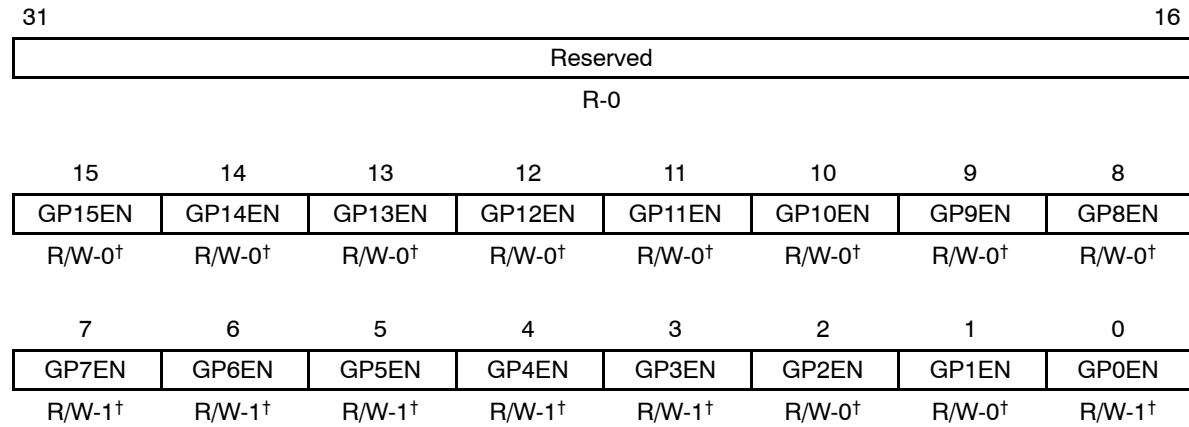 31 16
Reserved
R-0
15 14 13 12 11 10 9 8
GP15EN GP14EN GP13EN GP12EN GP11EN GP10EN GP9EN GP8EN
R/W-0† R/W-0† R/W-0† R/W-0† R/W-0† R/W-0† R/W-0† R/W-0†
7 6 5 4 3 2 1 0
GP7EN GP6EN GP5EN GP4EN GP3EN GP2EN GP1EN GP0EN
R/W-1† R/W-1† R/W-1† R/W-1† R/W-1† R/W-0† R/W-0† R/W-1†